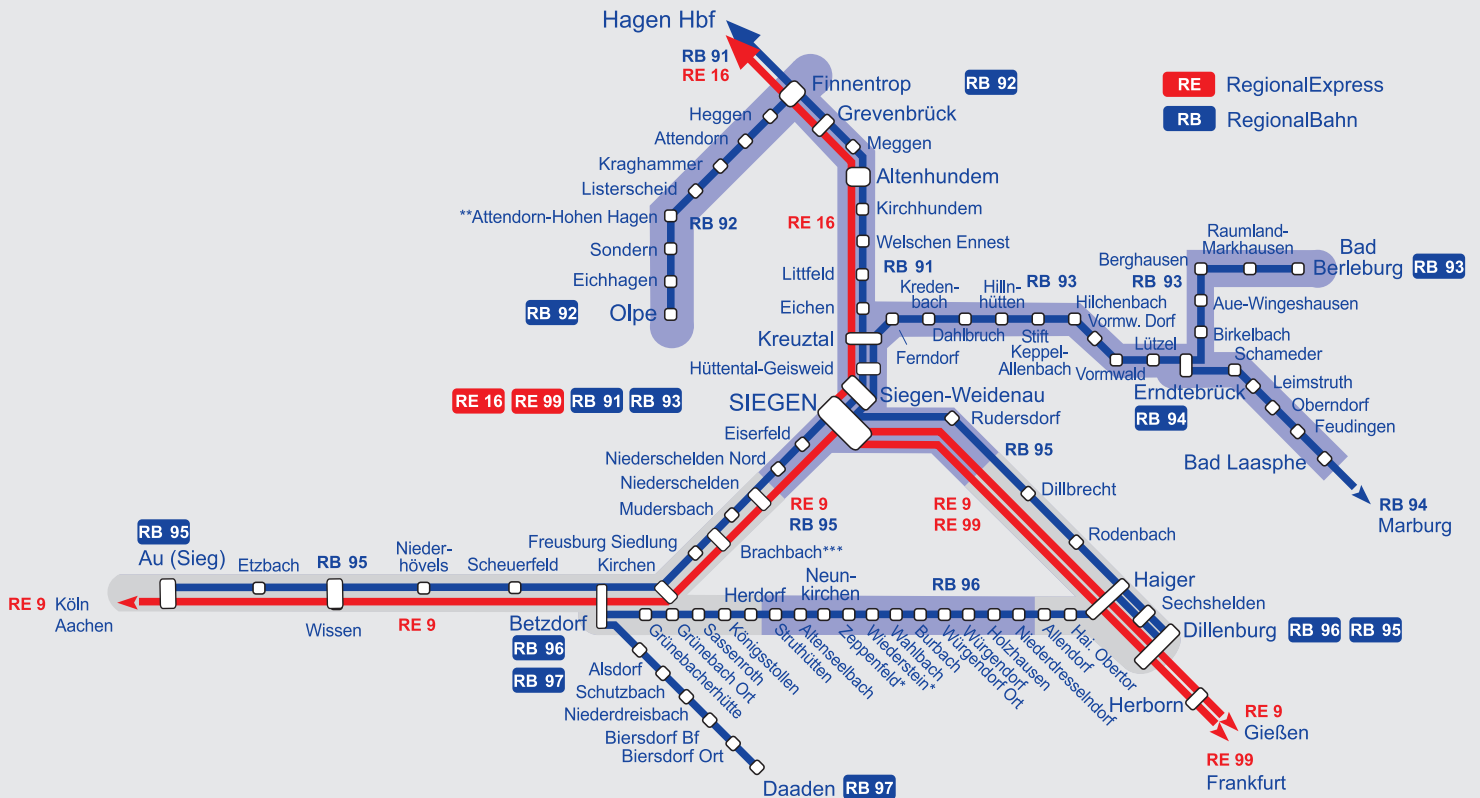 Hagen Hbf
RB 91
RE 16
Finnentrop
RB 92
RE RegionalExpress
RB RegionalBahn
Heggen
Grevenbrück
Attendorn
Meggen
Kraghammer
Altenhundem
Listerscheid
**Attendorn-Hohen Hagen
RB 92
RE 16
Kirchhundem
Sondern
Welschen Ennest
Eichhagen
Littfeld
RB 91
RB 92
Olpe
Eichen
Kreuztal
Hüttental-Geisweid
Kreden-
bach
Hilln-
hütten
RB 93
Hilchenbach
Vormw. Dorf
Ferndorf
Dahlbruch
Stift
Keppel-
Allenbach
Vormwald
Lützel
Raumland-
Markhausen
Bad
Berleburg
RB 93
Berghausen
RB 93
Aue-Wingeshausen
Birkelbach
Schameder
Erndtebrück
RB 94
Leimstruth
Oberndorf
Feudingen
Bad Laasphe
RB 94
Marburg
RE 16 RE 99 RB 91 RB 93
SIEGEN
Siegen-Weidenau
Rudersdorf
Eiserfeld
Niederschelden Nord
Niederschelden
Mudersbach
RB 95
Dillbrecht
RE 9
RB 95
RE 9
RE 99
Rodenbach
Freusburg Siedlung
Kirchen
Brachbach***
RB 95
Au (Sieg)
Etzbach
RB 95
Nieder-
hövels
Scheuerfeld
RE 9 Köln
Aachen
Wissen
RE 9
Betzdorf
RB 96
RB 97
Herdorf
Neun-
kirchen
RB 96
Haiger
Sechshelden
Dillenburg
RB 96 RB 95
Grünebacherhütte
Grünebach Ort
Sassenroth
Königsstollen
Struthütten
Altenseelbach
Zeppenfeld*
Wiederstein*
Wahlbach
Burbach
Würgendorf Ort
Würgendorf
Holzhausen
Niederdresselndorf
Allendorf
Hai. Obertor
Alsdorf
Schutzbach
Niederdreisbach
Biersdorf Bf
Biersdorf Ort
Daaden RB 97
Herborn
RE 9
Gießen
RE 99
Frankfurt